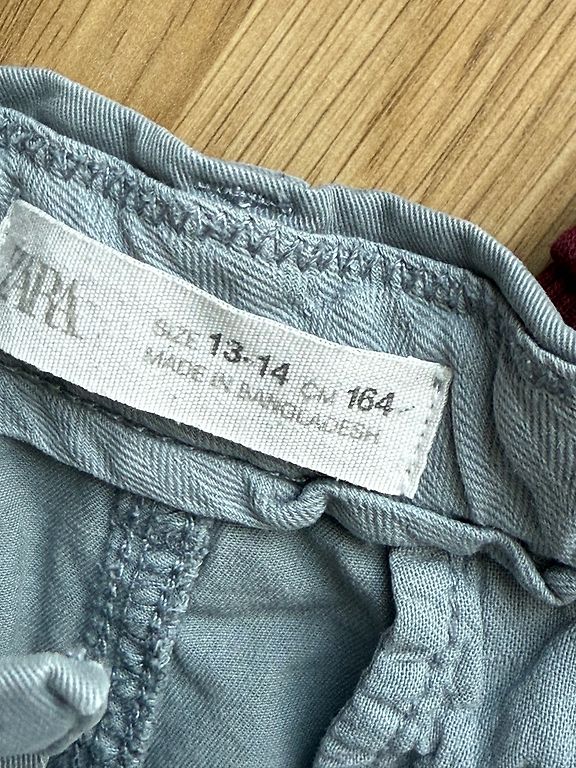 ZARA
SIZE 13-14 CM 164
MADE IN BANGLADESH